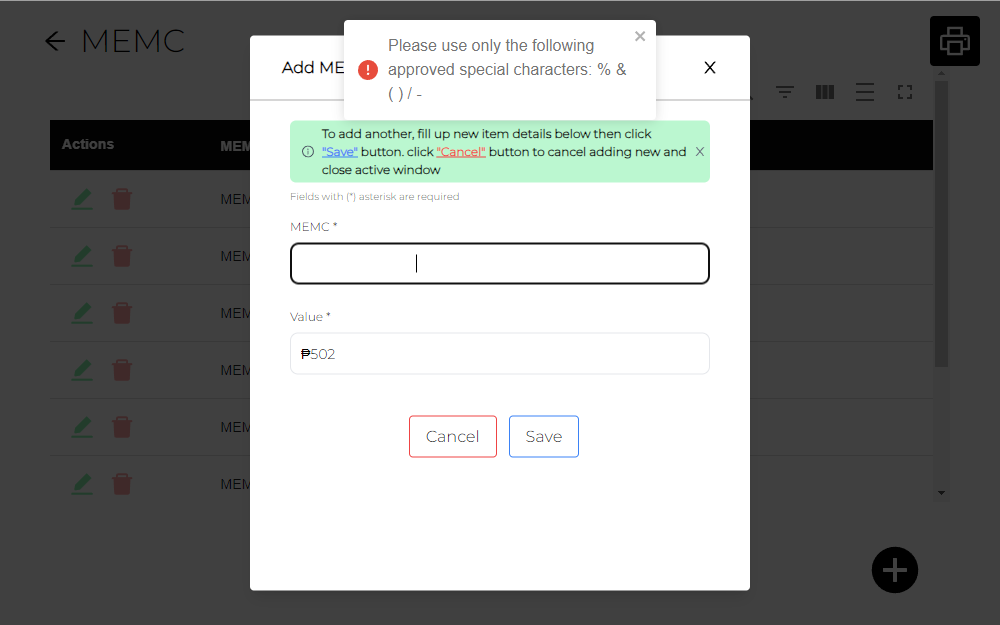 MEMC
Please use only the following
approved special characters: % &
( ) / -
Add ME
X
Actions
MEM
To add another, fill up new item details below then click
"Save" button. click "Cancel" button to cancel adding new and
close active window
Fields with (*) asterisk are required
MEMC *
Value *
₱502
Cancel
Save
MEM
MEM
MEM
MEM
MEM
MEM